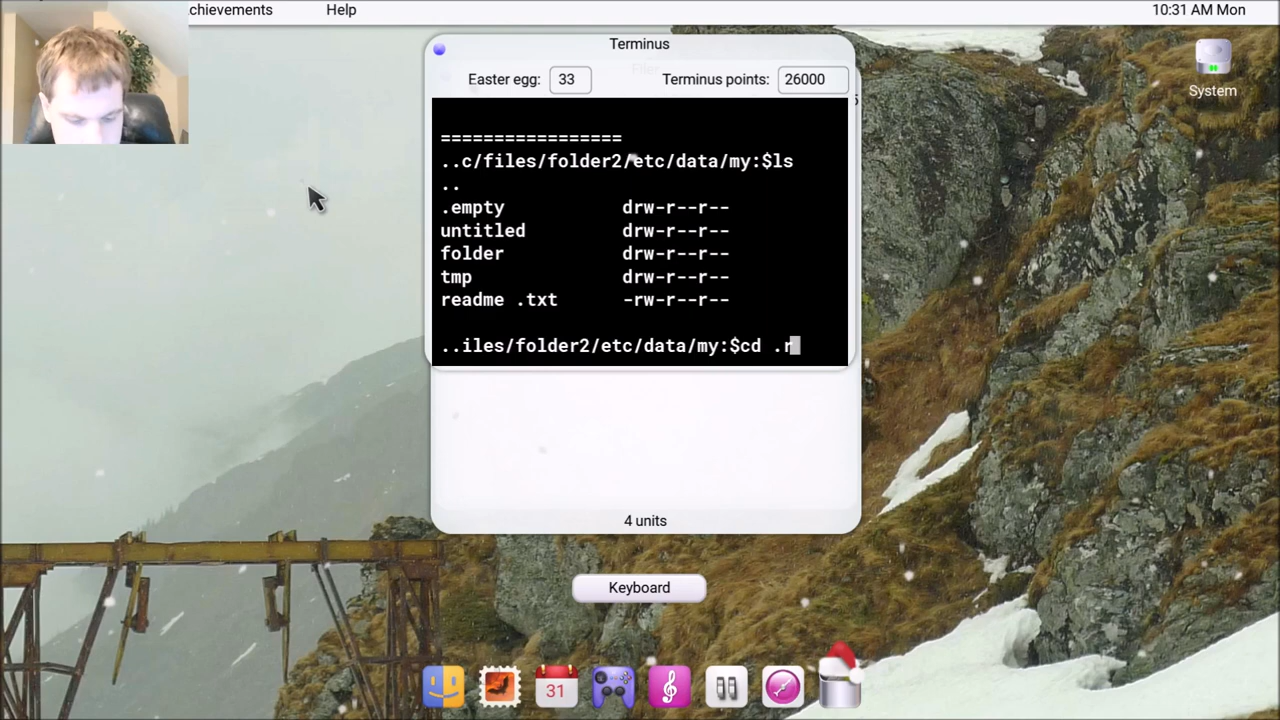 chievements Help 10:31 AM Mon
Terminus
Easter egg: 33 Terminus points: 26000
=================
..c/files/folder2/etc/data/my:$ls
..
.empty drw-r--r--
untitled drw-r--r--
folder drw-r--r--
tmp drw-r--r--
readme .txt -rw-r--r--
..iles/folder2/etc/data/my:$cd .r
System
4 units
Keyboard
31